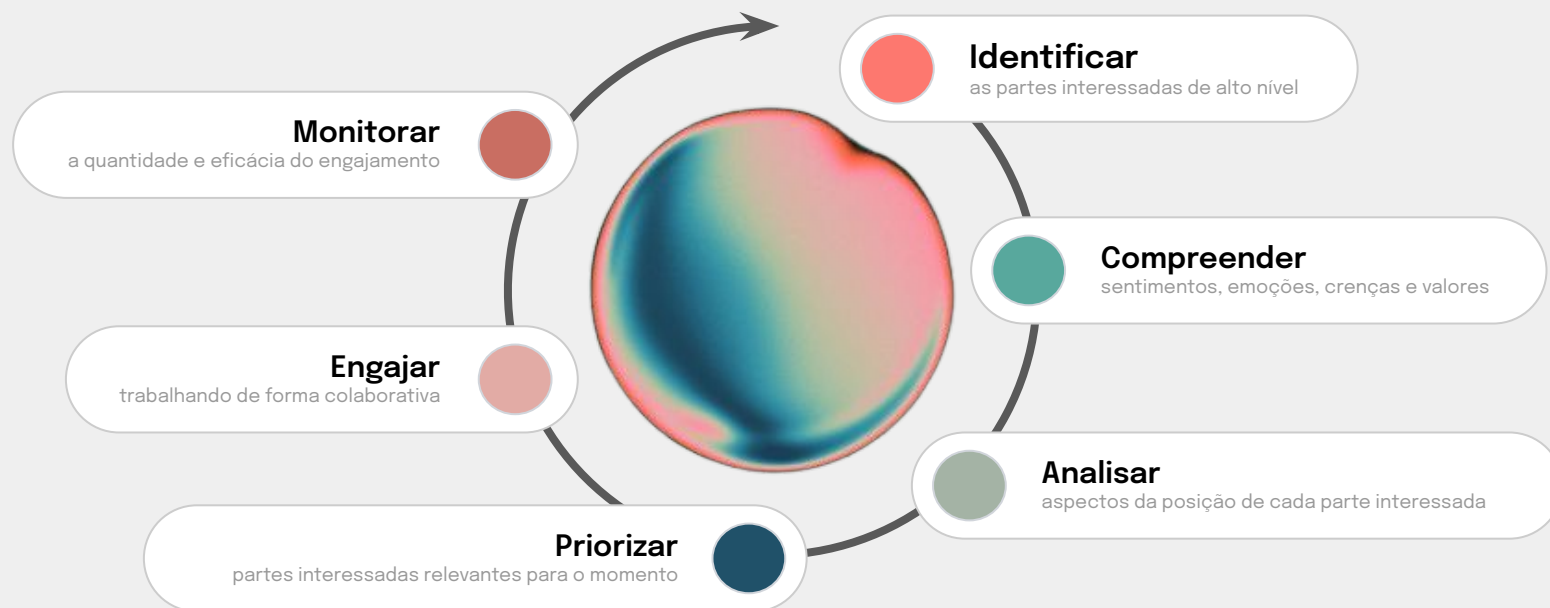 Identificar
as partes interessadas de alto nível
Compreender
sentimentos, emoções, crenças e valores
Analisar
aspectos da posição de cada parte interessada
Priorizar
partes interessadas relevantes para o momento
Engajar
trabalhando de forma colaborativa
Monitorar
a quantidade e eficácia do engajamento